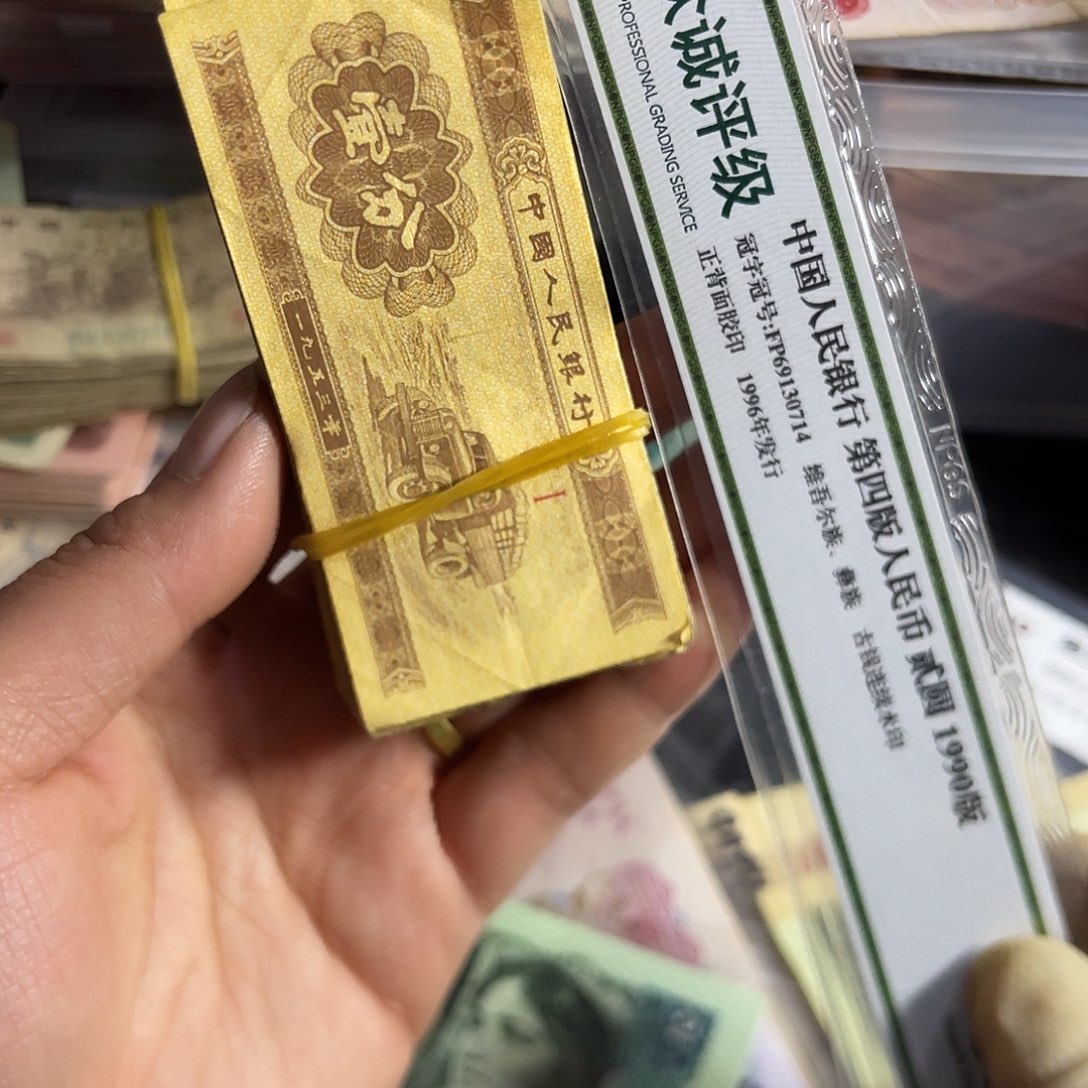 壹分
中國人民銀行
一九五三年
I
诚评级
PROFESSIONAL GRADING SERVICE
中国人民银行 第四版人民币 贰圆 1990版
冠字冠号:FP69130714 维吾尔族、彝族 古钱连续水印
正背面胶印 1996年发行